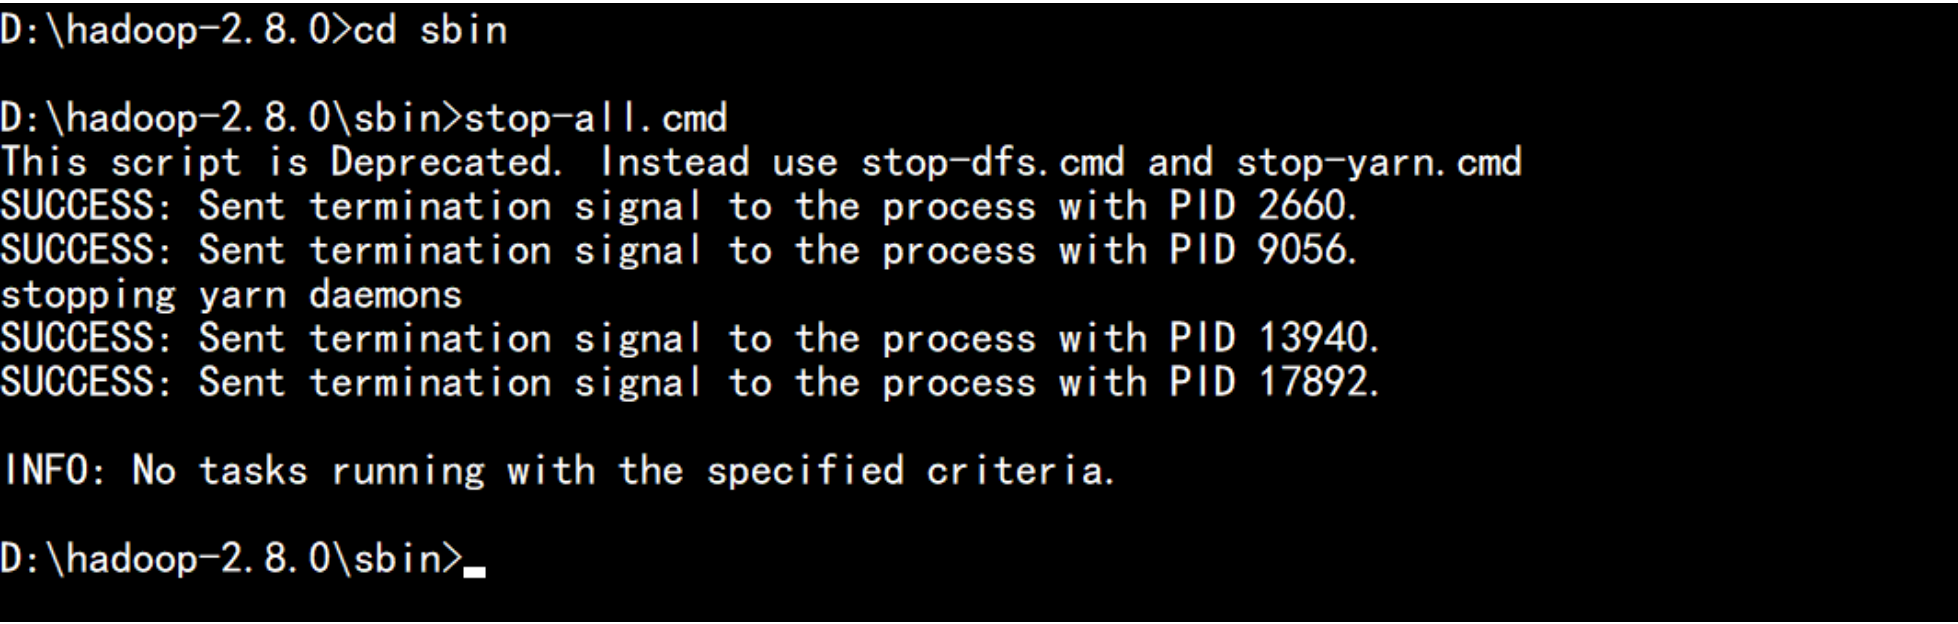 D:\hadoop-2.8.0>cd sbin
D:\hadoop-2.8.0\sbin>stop-all.cmd
This script is Deprecated. Instead use stop-dfs.cmd and stop-yarn.cmd
SUCCESS: Sent termination signal to the process with PID 2660.
SUCCESS: Sent termination signal to the process with PID 9056.
stopping yarn daemons
SUCCESS: Sent termination signal to the process with PID 13940.
SUCCESS: Sent termination signal to the process with PID 17892.
INFO: No tasks running with the specified criteria.
D:\hadoop-2.8.0\sbin>